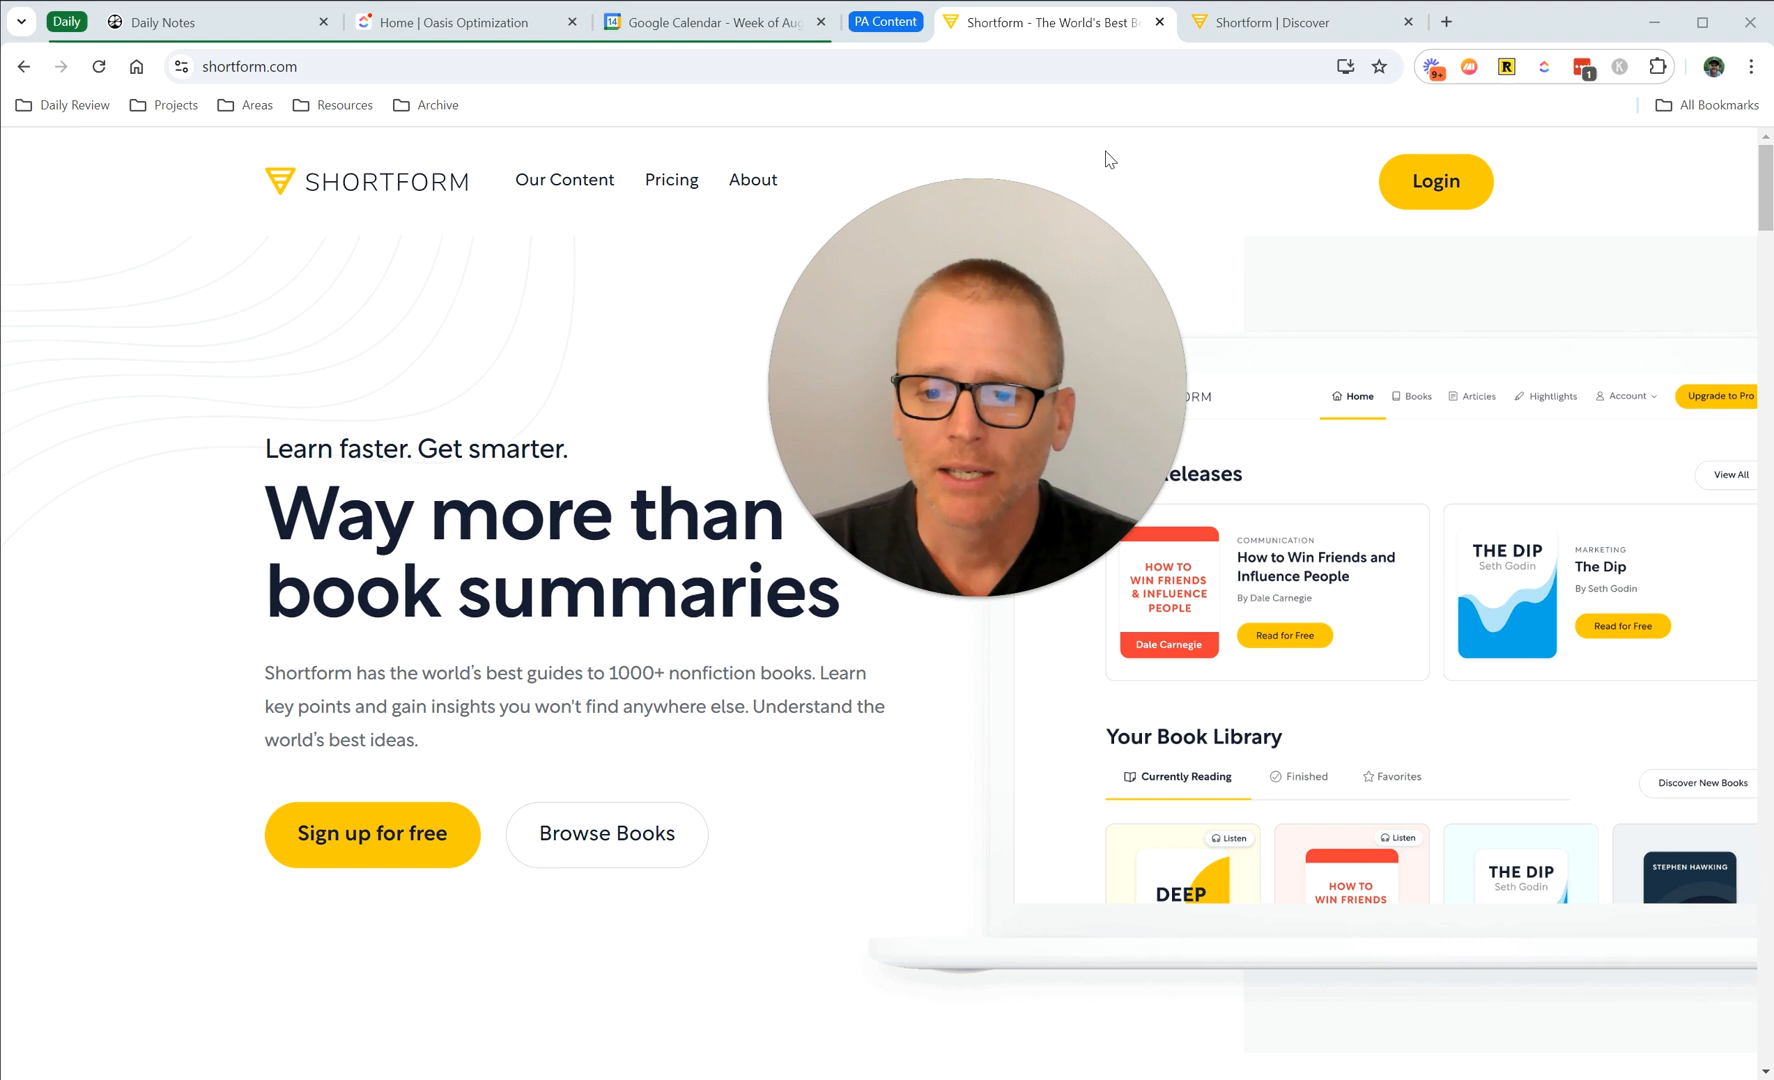 Daily
Daily Notes
Home | Oasis Optimization
14
Google Calendar - Week of Aug
PA Content
Shortform - The World's Best Bo
Shortform | Discover
shortform.com
9+
R
1
K
Daily Review
Projects
Areas
Resources
Archive
All Bookmarks
SHORTFORM
Our Content
Pricing
About
Login
Learn faster. Get smarter.
Way more than
book summaries
Shortform has the world's best guides to 1000+ nonfiction books. Learn
key points and gain insights you won't find anywhere else. Understand the
world's best ideas.
Sign up for free
Browse Books
ORM
Home
Books
Articles
Hightlights
Account
Upgrade to Pro
eleases
View All
HOW TO
WIN FRIENDS
& INFLUENCE
PEOPLE
Dale Carnegie
COMMUNICATION
How to Win Friends and
Influence People
By Dale Carnegie
Read for Free
THE DIP
Seth Godin
MARKETING
The Dip
By Seth Godin
Read for Free
Your Book Library
Currently Reading
Finished
Favorites
Discover New Books
Listen
DEEP
Listen
HOW TO
WIN FRIENDS
THE DIP
Seth Godin
STEPHEN HAWKING